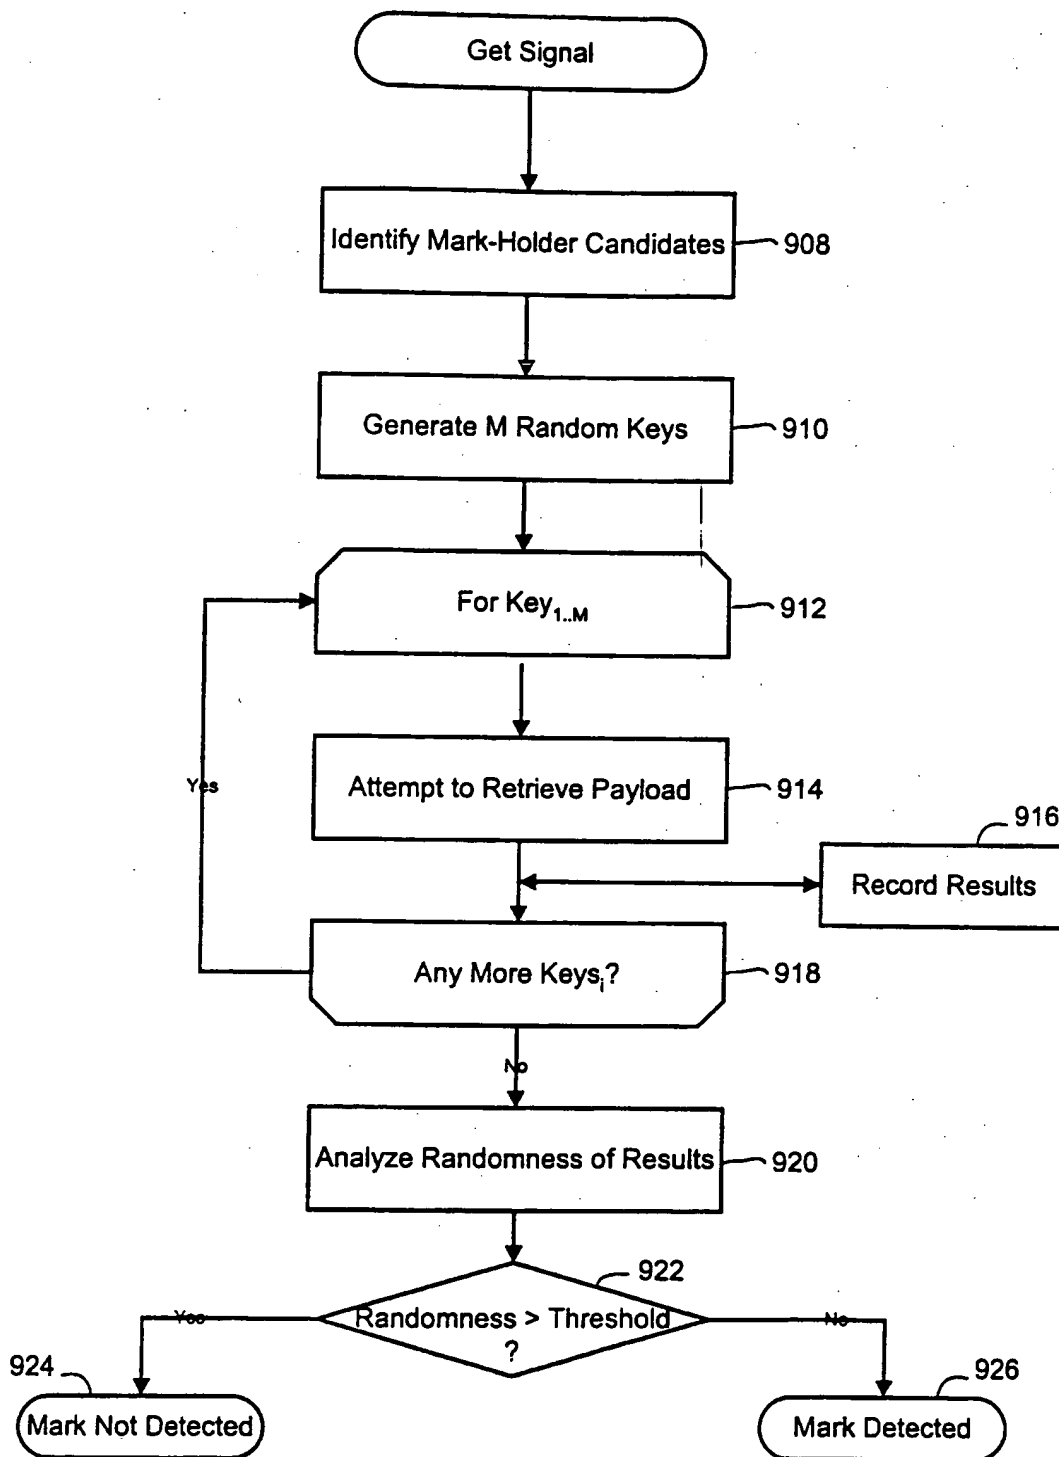 Get Signal
Identify Mark-Holder Candidates
908
Generate M Random Keys
910
For Key1..M
912
Attempt to Retrieve Payload
914
916
Record Results
Yes
Any More Keysi?
918
No
Analyze Randomness of Results
920
922
Randomness > Threshold
?
Yes
No
924
926
Mark Not Detected
Mark Detected